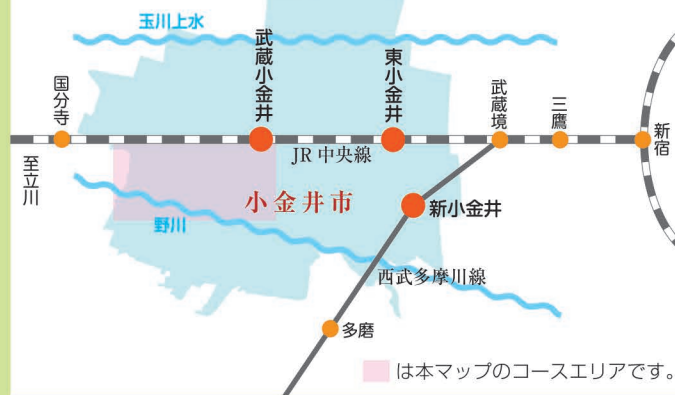 玉川上水
国分寺
武蔵小金井
東小金井
武蔵境
三鷹
新宿
至立川
JR中央線
小金井市
新小金井
野川
西武多摩川線
多磨
は本マップのコースエリアです。